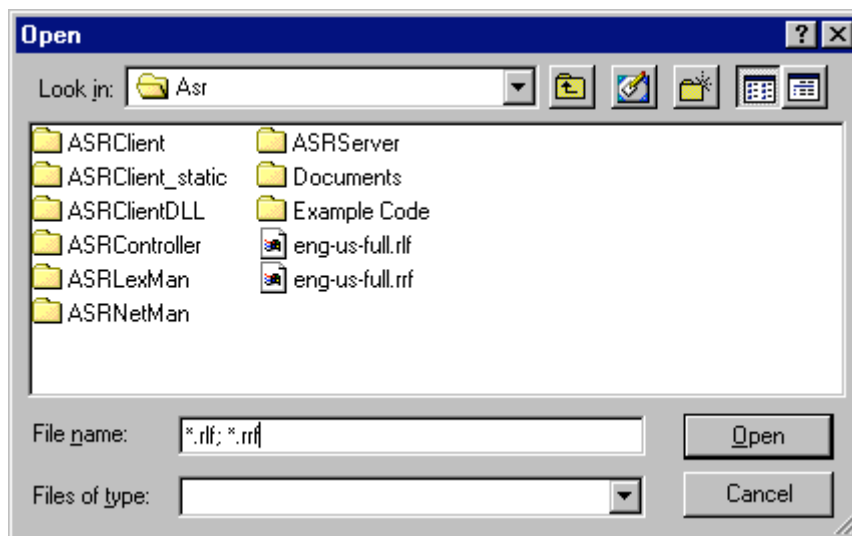 Open
Look in: Asr
ASRClient ASRServer
ASRClient_static Documents
ASRClientDLL Example Code
ASRController eng-us-full.rlf
ASRLexMan eng-us-full.rrf
ASRNetMan
File name: *.rlf; *.rrf Open
Files of type: Cancel